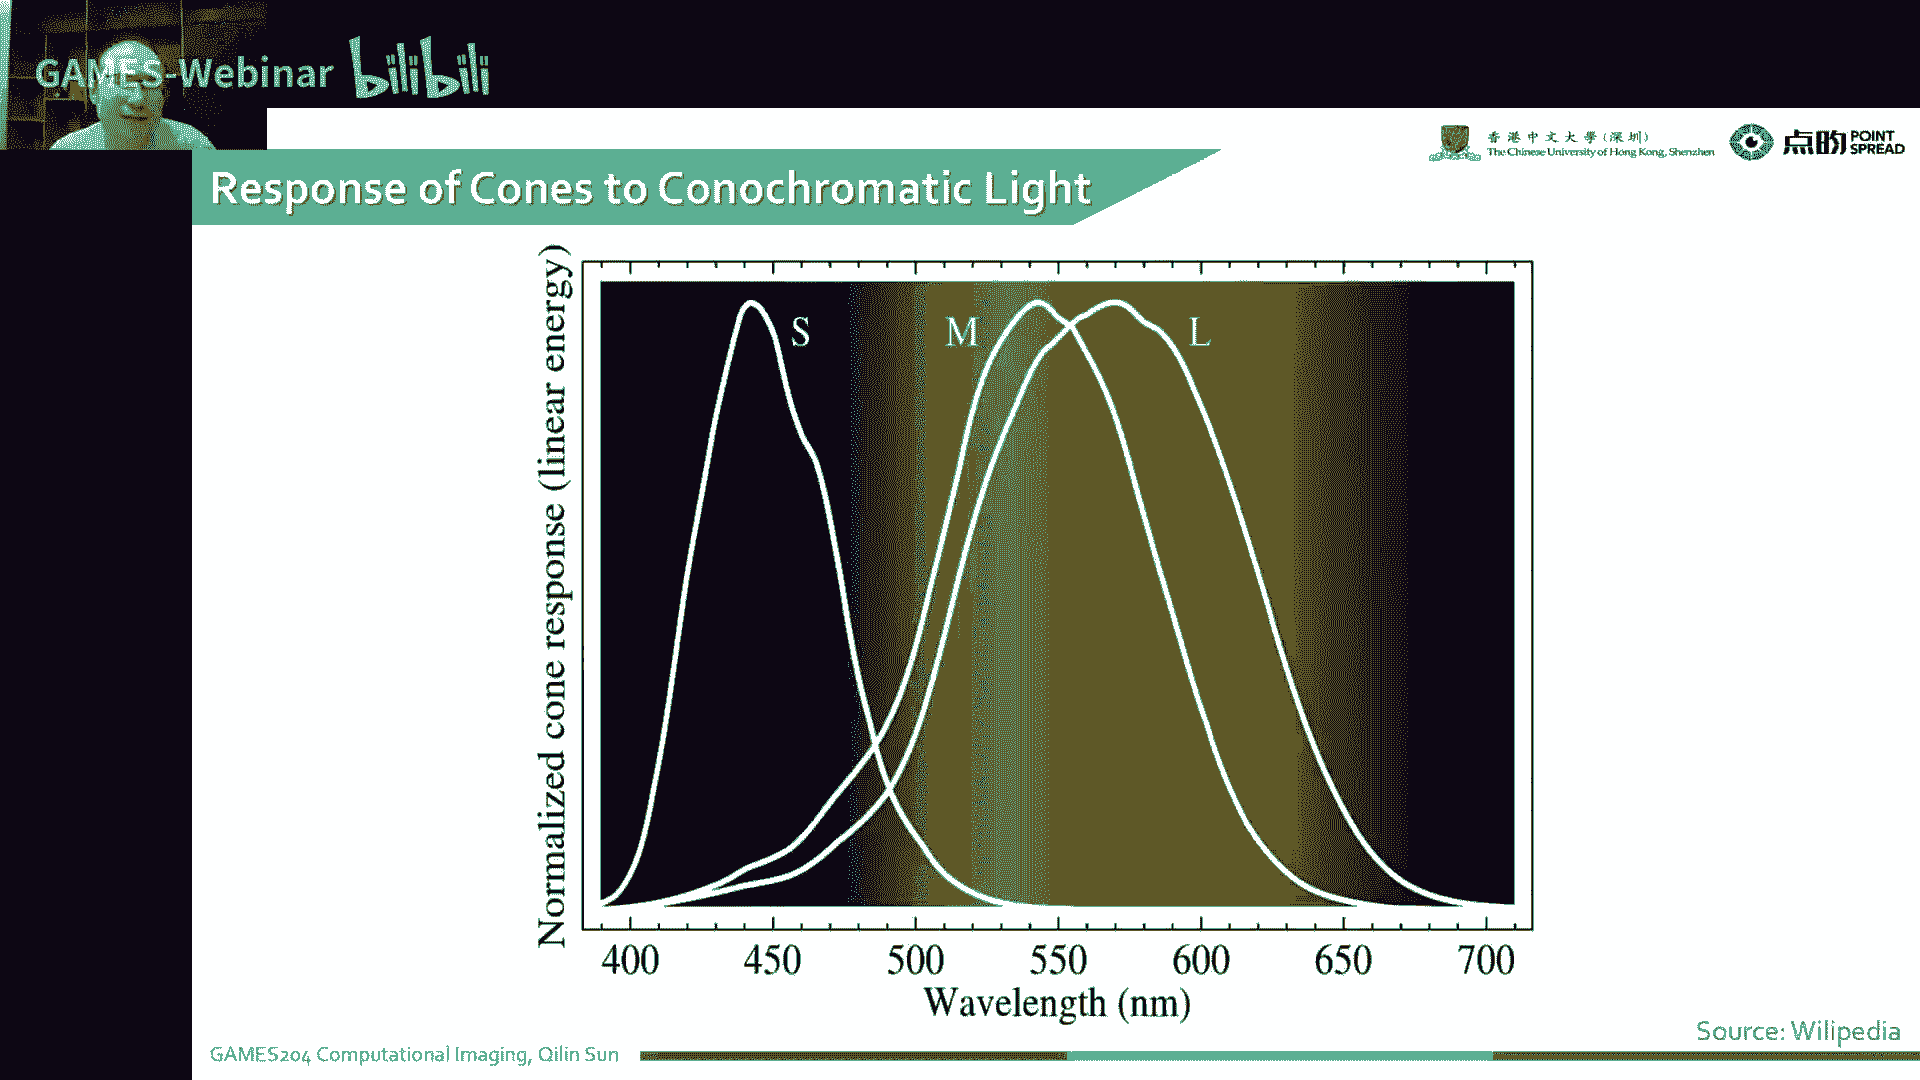 GAMES-Webinar bilibili
香港中文大學(深圳)
The Chinese University of Hong Kong, Shenzhen
点昀 POINT SPREAD
Response of Cones to Conochromatic Light
Normalized cone response (linear energy)
S M L
400 450 500 550 600 650 700
Wavelength (nm)
Source: Wilipedia
GAMES204 Computational Imaging, Qilin Sun